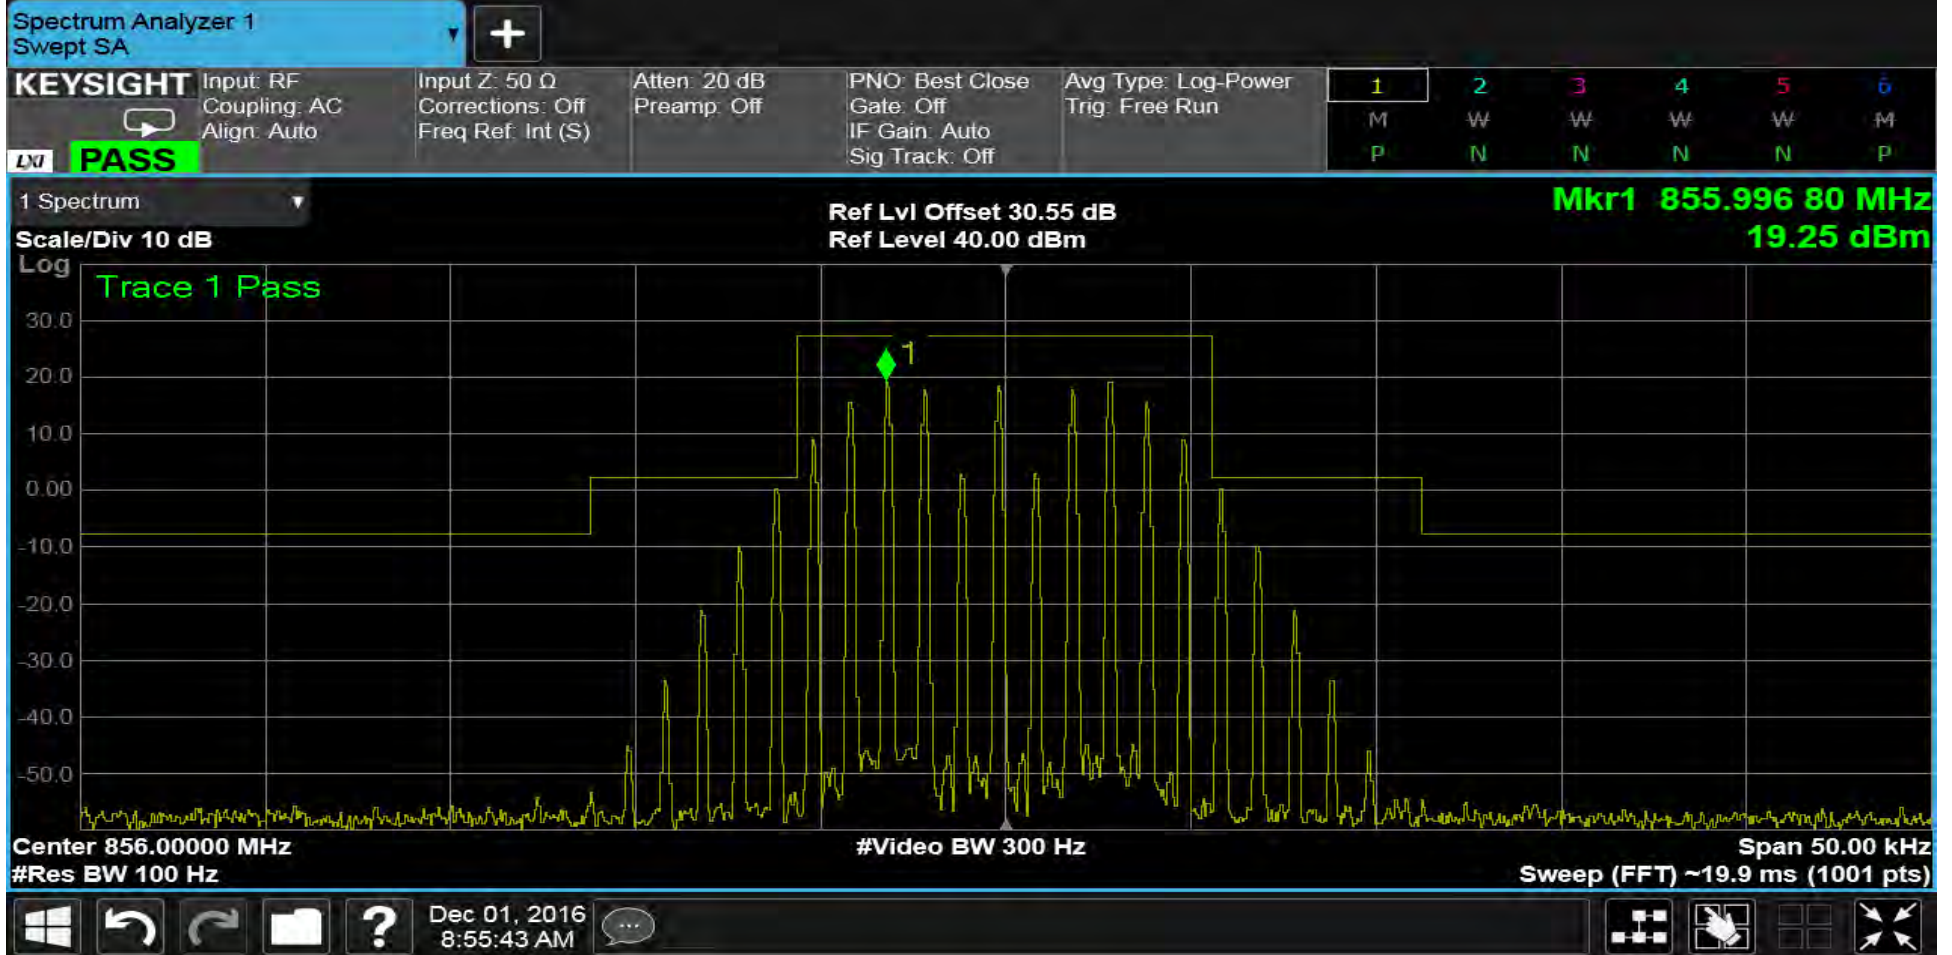 Spectrum Analyzer 1
Swept SA
KEYSIGHT
LXI
PASS
Input: RF
Coupling: AC
Align: Auto
Input Z: 50 Ω
Corrections: Off
Freq Ref: Int (S)
Atten: 20 dB
Preamp: Off
PNO: Best Close
Gate: Off
IF Gain: Auto
Sig Track: Off
Avg Type: Log-Power
Trig: Free Run
1 2 3 4 5 6
M W W W W M
P N N N N P
1 Spectrum
Scale/Div 10 dB
Log
Ref Lvl Offset 30.55 dB
Ref Level 40.00 dBm
Mkr1 855.996 80 MHz
19.25 dBm
Trace 1 Pass
1
30.0
20.0
10.0
0.00
-10.0
-20.0
-30.0
-40.0
-50.0
Center 856.00000 MHz
#Res BW 100 Hz
#Video BW 300 Hz
Span 50.00 kHz
Sweep (FFT) ~19.9 ms (1001 pts)
?
Dec 01, 2016
8:55:43 AM